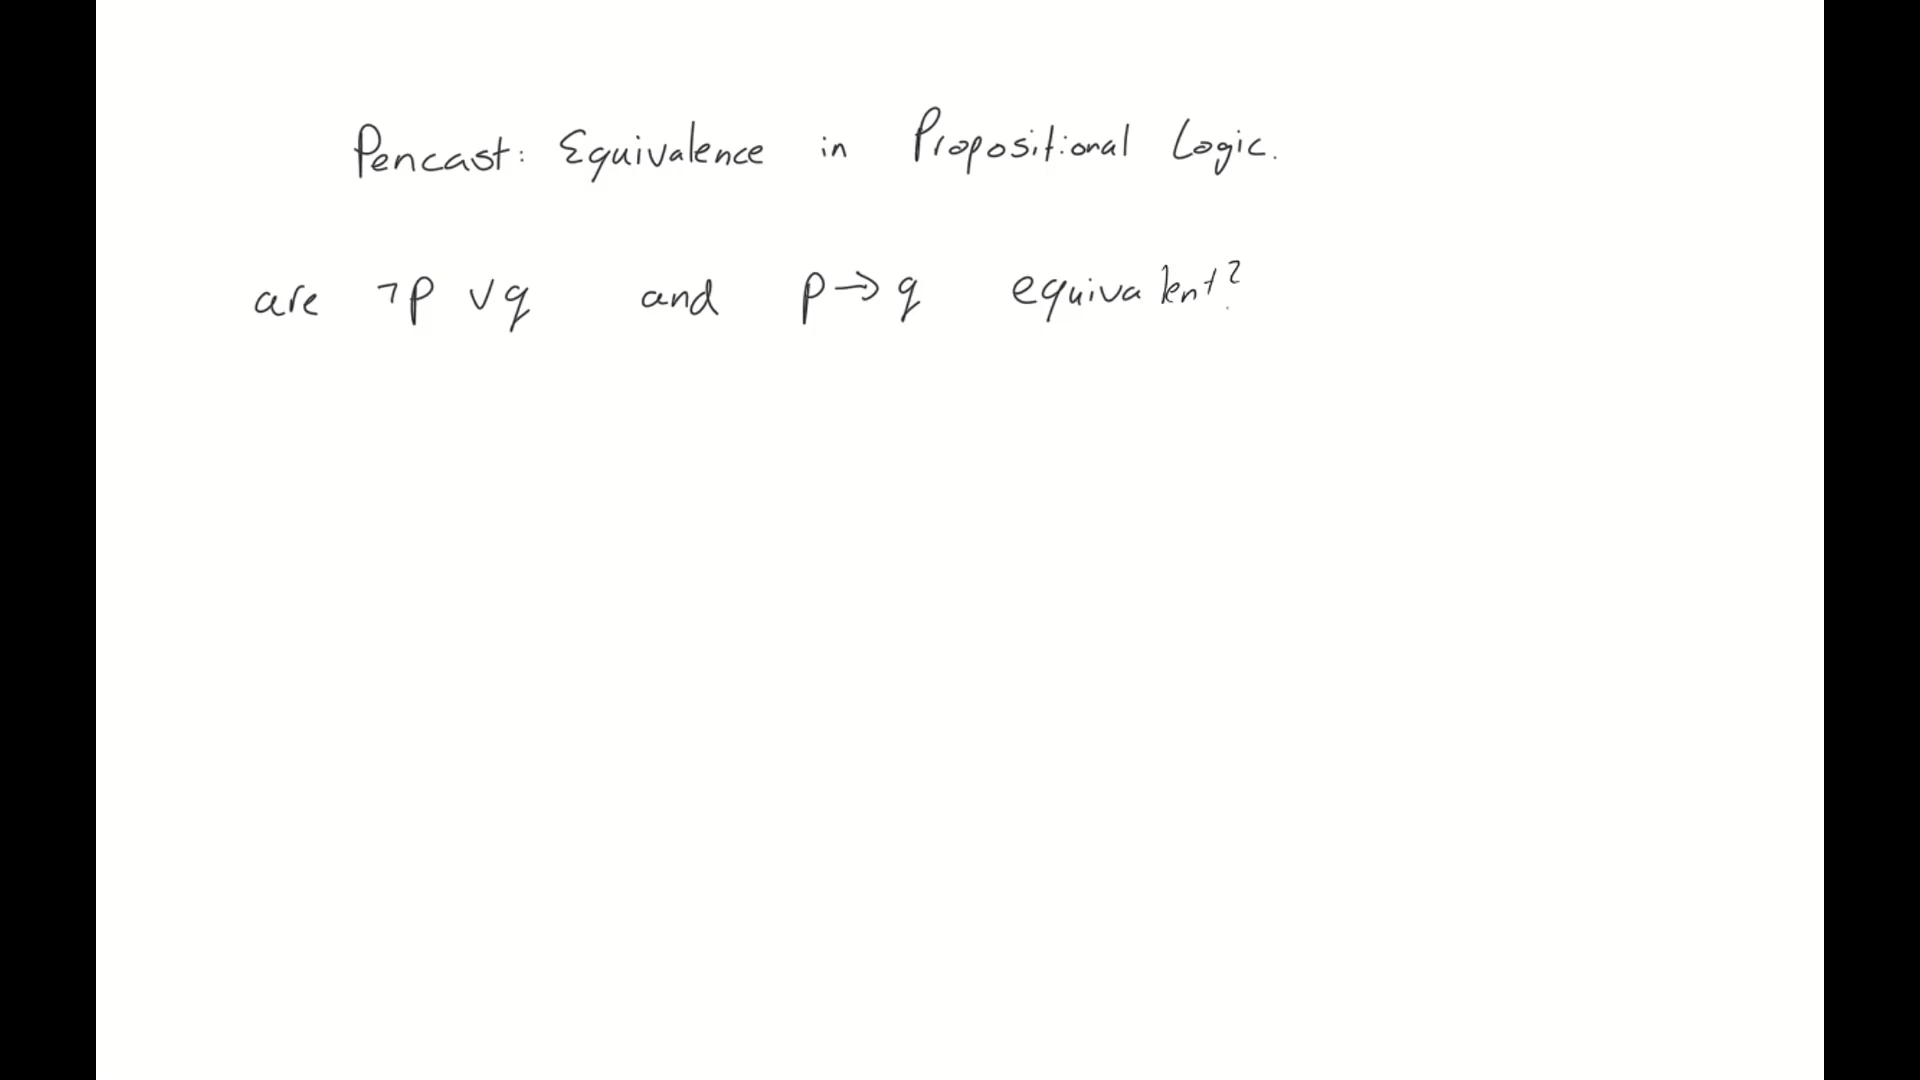 Pencast: Equivalence in Propositional Logic.
are ¬p ∨ q and p → q equivalent?